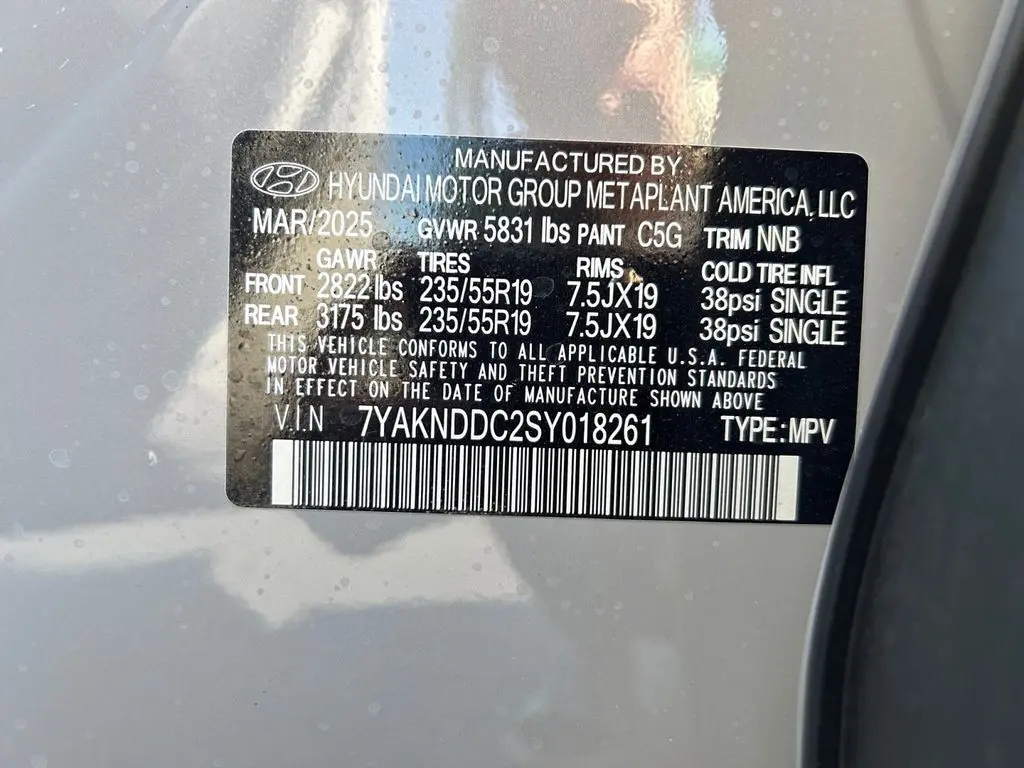 MANUFACTURED BY
HYUNDAI MOTOR GROUP METAPLANT AMERICA, LLC
MAR/2025 GVWR 5831 lbs PAINT C5G TRIM NNB
GAWR TIRES RIMS COLD TIRE INFL
FRONT 2822 lbs 235/55R19 7.5JX19 38psi SINGLE
REAR 3175 lbs 235/55R19 7.5JX19 38psi SINGLE
THIS VEHICLE CONFORMS TO ALL APPLICABLE U.S.A. FEDERAL
MOTOR VEHICLE SAFETY AND THEFT PREVENTION STANDARDS
IN EFFECT ON THE DATE OF MANUFACTURE SHOWN ABOVE
V.I.N 7YAKNDDC2SY018261 TYPE:MPV